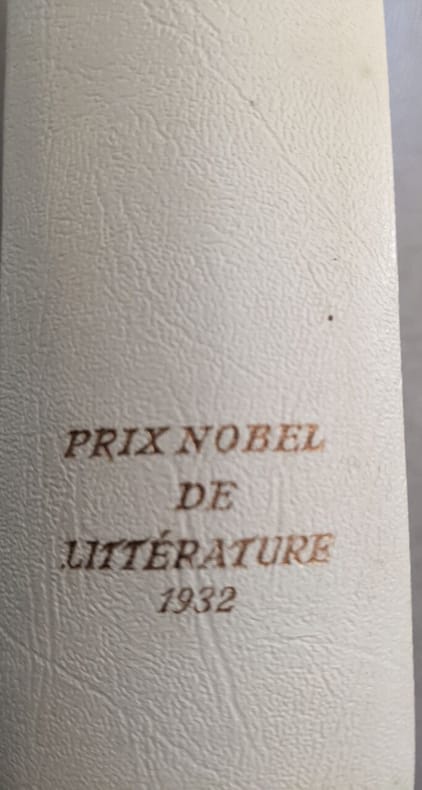 PRIX NOBEL
DE
LITTÉRATURE
1932